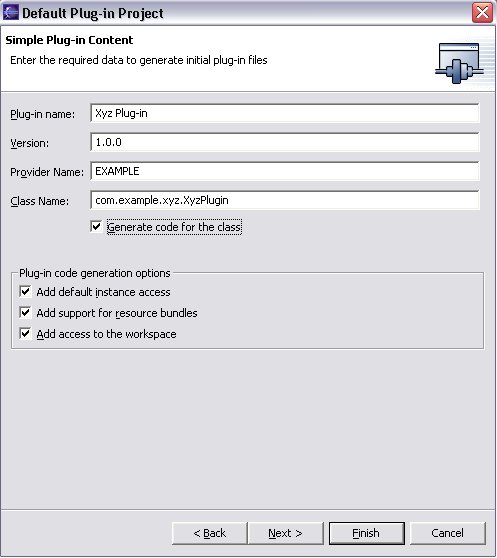 Default Plug-in Project
Simple Plug-in Content
Enter the required data to generate initial plug-in files
Plug-in name: Xyz Plug-in
Version: 1.0.0
Provider Name: EXAMPLE
Class Name: com.example.xyz.XyzPlugin
Generate code for the class
Plug-in code generation options
Add default instance access
Add support for resource bundles
Add access to the workspace
< Back Next > Finish Cancel